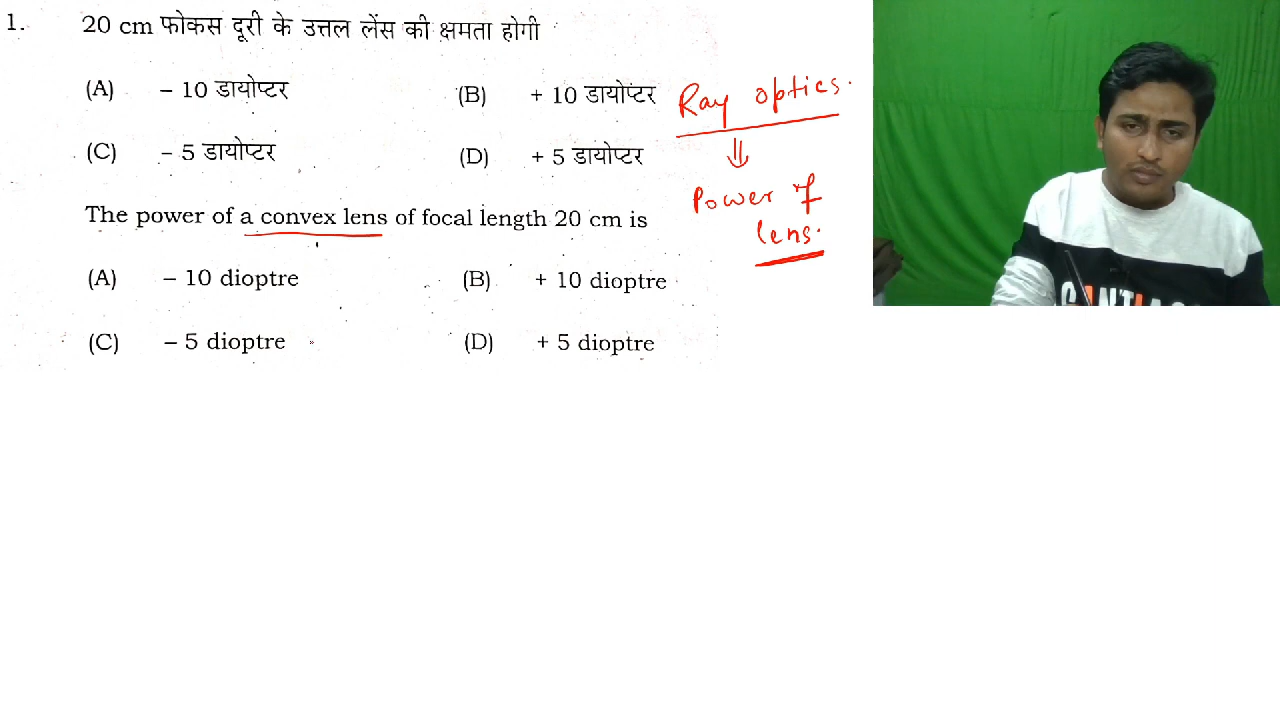 1. 20 cm फोकस दूरी के उत्तल लेंस की क्षमता होगी
(A) – 10 डायोप्टर (B) + 10 डायोप्टर
(C) – 5 डायोप्टर (D) + 5 डायोप्टर
The power of a convex lens of focal length 20 cm is
(A) – 10 dioptre (B) + 10 dioptre
(C) – 5 dioptre (D) + 5 dioptre
Ray optics.
⇓
Power of
lens.